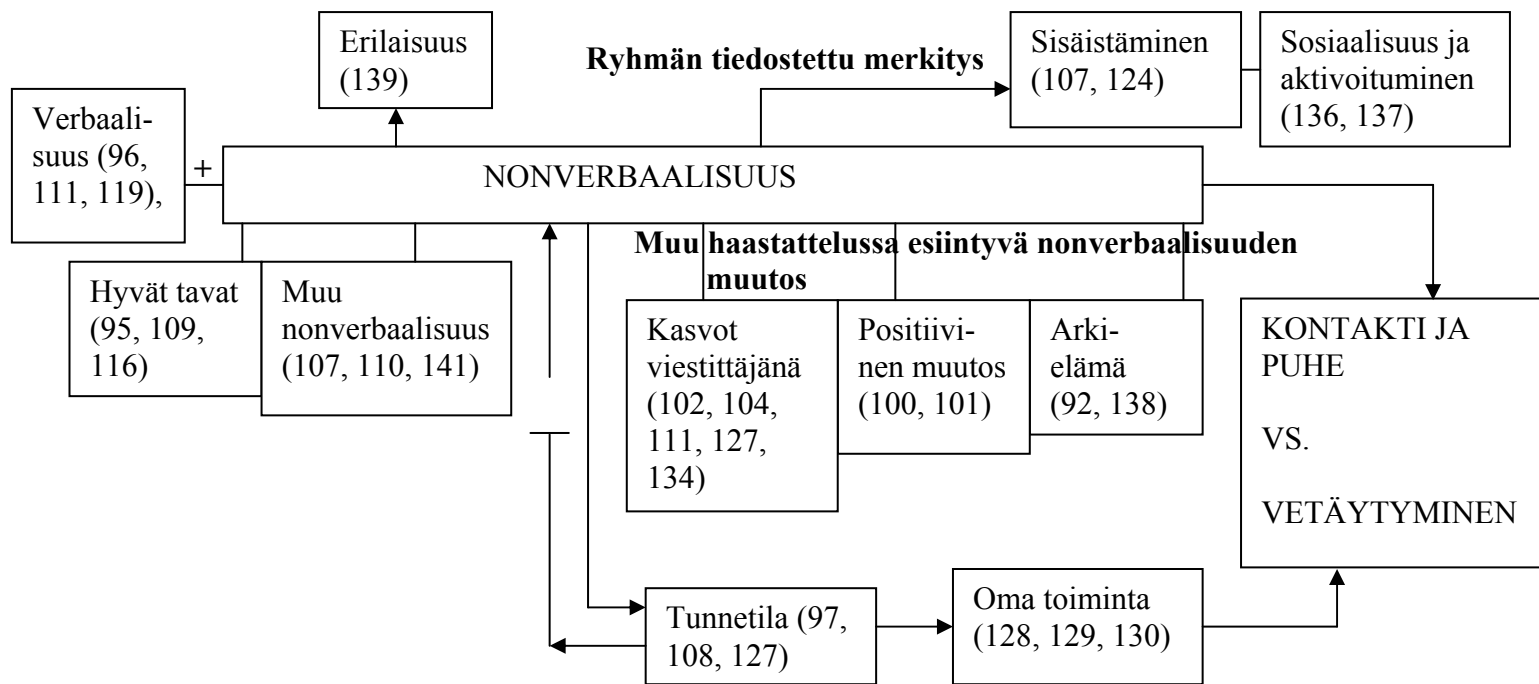 Erilaisuus
(139)
Ryhmän tiedostettu merkitys
Sisäistäminen
(107, 124)
Sosiaalisuus ja
aktivoituminen
(136, 137)
Verbaali-
suus (96,
111, 119),
+
NONVERBAALISUUS
Muu haastattelussa esiintyvä nonverbaalisuuden
muutos
Hyvät tavat
(95, 109,
116)
Muu
nonverbaalisuus
(107, 110, 141)
Kasvot
viestittäjänä
(102, 104,
111, 127,
134)
Positiivi-
nen muutos
(100, 101)
Arki-
elämä
(92, 138)
KONTAKTI JA
PUHE
VS.
VETÄYTYMINEN
Tunnetila (97,
108, 127)
Oma toiminta
(128, 129, 130)